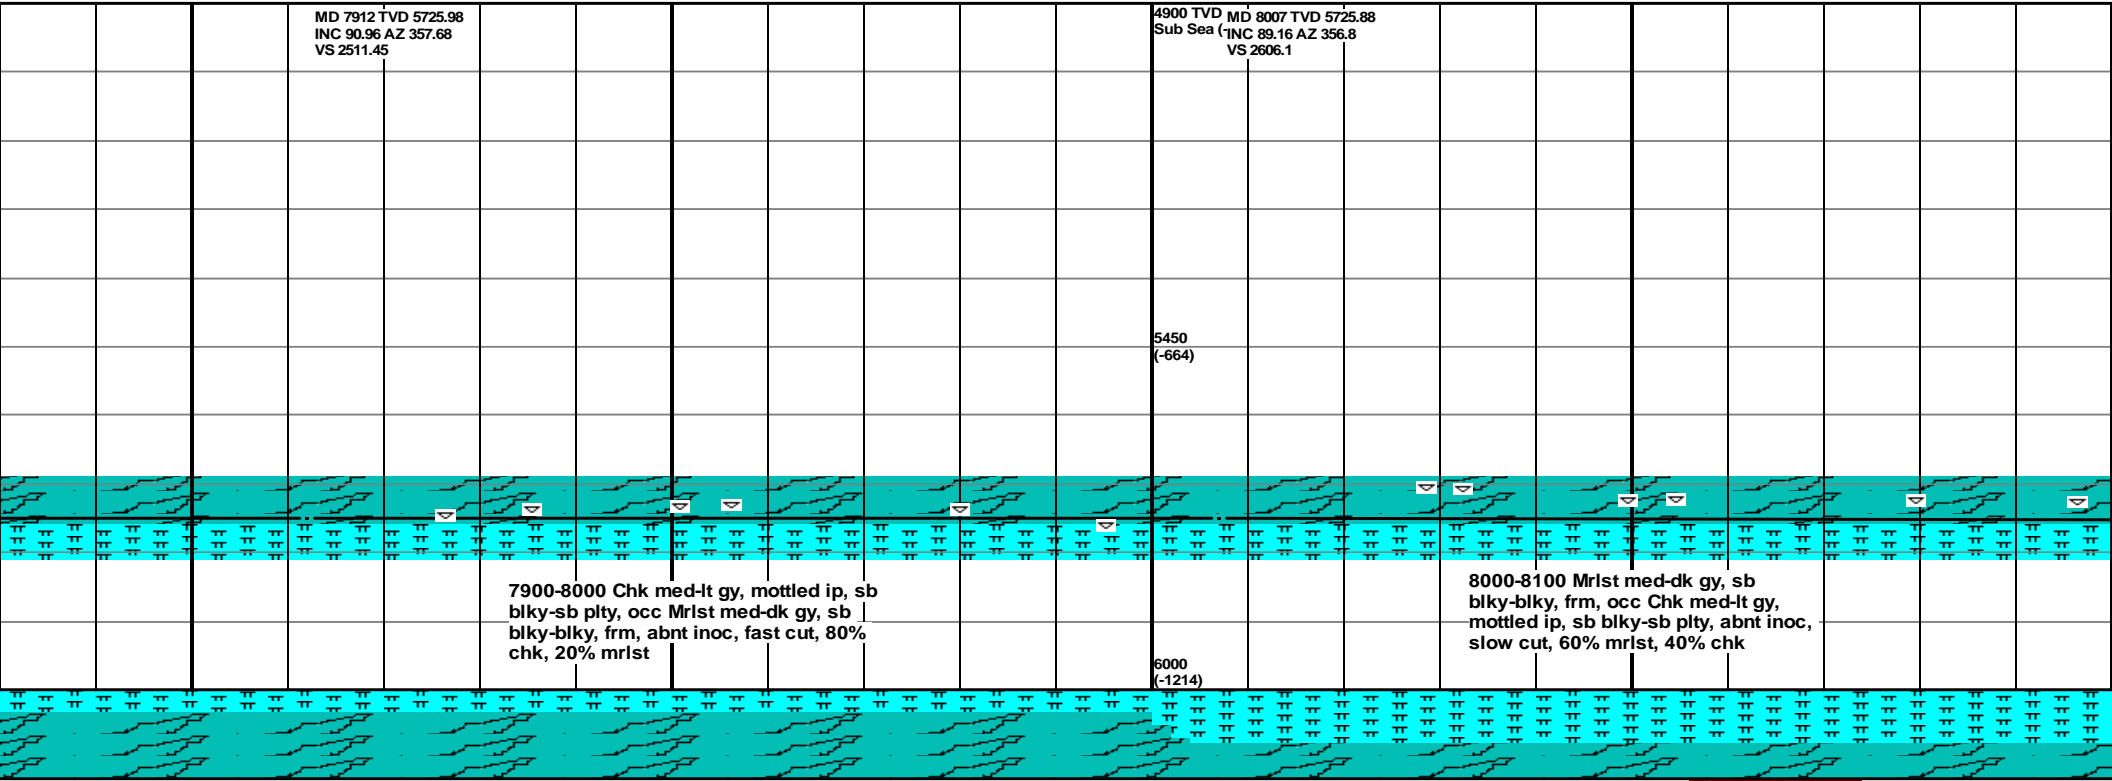 MD 7912 TVD 5725.98
INC 90.96 AZ 357.68
VS 2511.45
4900 TVD
Sub Sea (-
MD 8007 TVD 5725.88
INC 89.16 AZ 356.8
VS 2606.1
5450
(-664)
7900-8000 Chk med-lt gy, mottled ip, sb
blky-sb plty, occ Mrlst med-dk gy, sb
blky-blky, frm, abnt inoc, fast cut, 80%
chk, 20% mrlst
8000-8100 Mrlst med-dk gy, sb
blky-blky, frm, occ Chk med-lt gy,
mottled ip, sb blky-sb plty, abnt inoc,
slow cut, 60% mrlst, 40% chk
6000
(-1214)